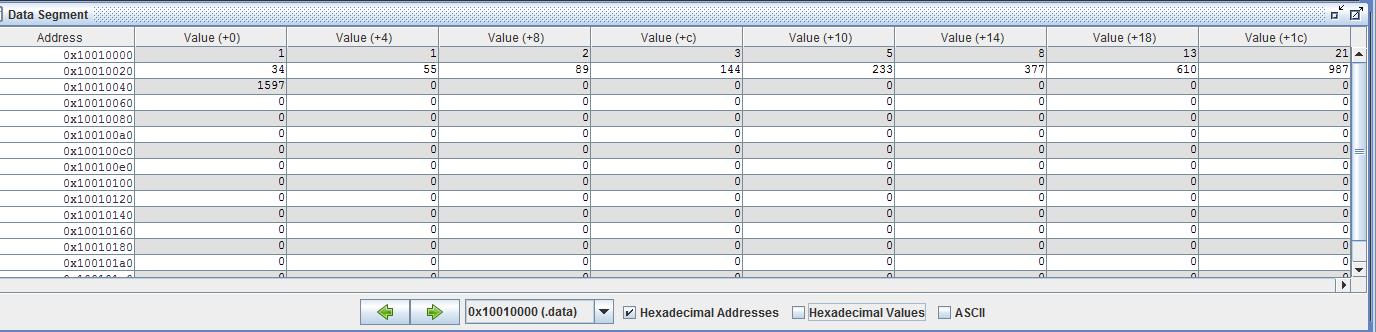 Data Segment
Address Value (+0) Value (+4) Value (+8) Value (+c) Value (+10) Value (+14) Value (+18) Value (+1c)
0x10010000 1 1 2 3 5 8 13 21
0x10010020 34 55 89 144 233 377 610 987
0x10010040 1597 0 0 0 0 0 0 0
0x10010060 0 0 0 0 0 0 0 0
0x10010080 0 0 0 0 0 0 0 0
0x100100a0 0 0 0 0 0 0 0 0
0x100100c0 0 0 0 0 0 0 0 0
0x100100e0 0 0 0 0 0 0 0 0
0x10010100 0 0 0 0 0 0 0 0
0x10010120 0 0 0 0 0 0 0 0
0x10010140 0 0 0 0 0 0 0 0
0x10010160 0 0 0 0 0 0 0 0
0x10010180 0 0 0 0 0 0 0 0
0x100101a0 0 0 0 0 0 0 0 0
0x10010000 (.data) Hexadecimal Addresses Hexadecimal Values ASCII